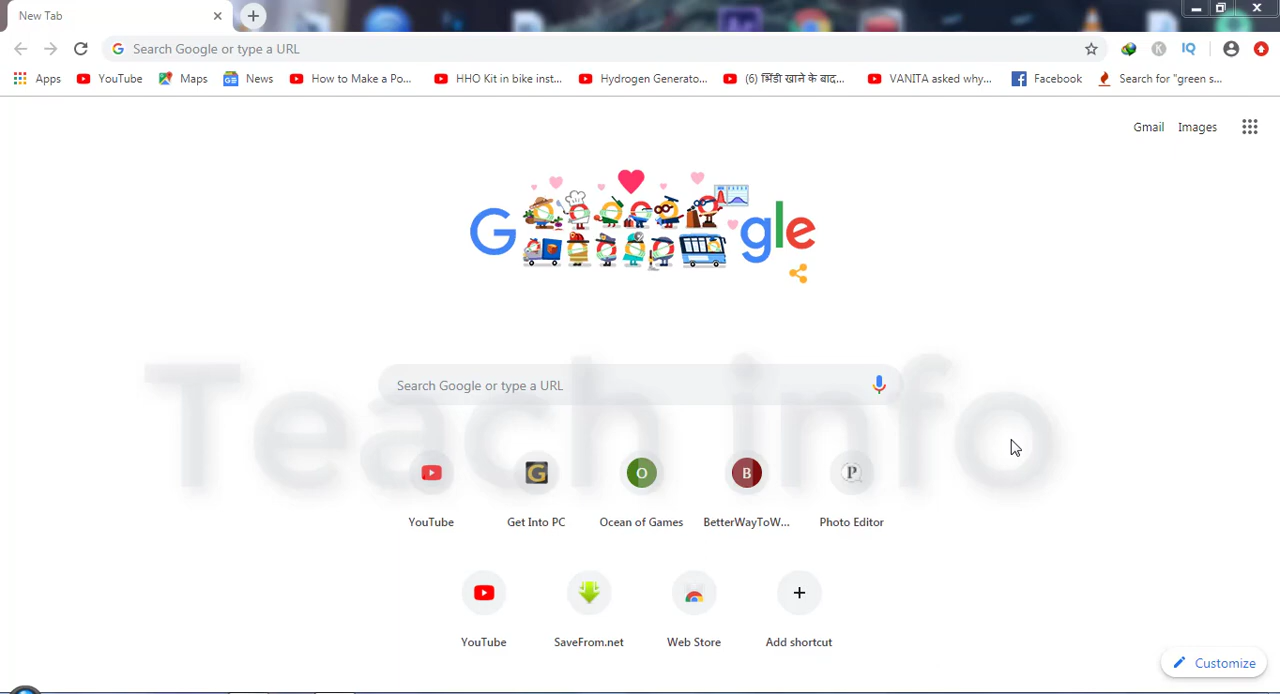 New Tab
Search Google or type a URL
IQ
Apps YouTube Maps News How to Make a Po... HHO Kit in bike inst... Hydrogen Generato... (6) भिंडी खाने के बाद... VANITA asked why... Facebook Search for "green s...
Gmail Images
Google
Search Google or type a URL
Teach info
YouTube Get Into PC Ocean of Games BetterWayToW... Photo Editor
YouTube SaveFrom.net Web Store Add shortcut
Customize